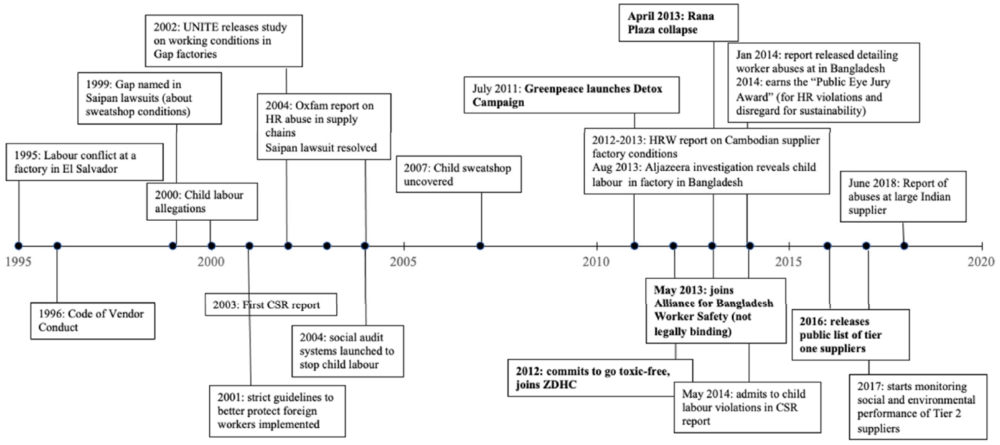 April 2013: Rana
Plaza collapse
2002: UNITE releases study
on working conditions in
Gap factories
Jan 2014: report released detailing
worker abuses at in Bangladesh
2014: earns the “Public Eye Jury
Award” (for HR violations and
disregard for sustainability)
1999: Gap named in
Saipan lawsuits (about
sweatshop conditions)
July 2011: Greenpeace launches Detox
Campaign
2004: Oxfam report on
HR abuse in supply
chains
Saipan lawsuit resolved
2012-2013: HRW report on Cambodian supplier
factory conditions
Aug 2013: Aljazeera investigation reveals child
labour in factory in Bangladesh
1995: Labour conflict at a
factory in El Salvador
2007: Child sweatshop
uncovered
June 2018: Report of
abuses at large Indian
supplier
2000: Child labour
allegations
1995
2000
2005
2010
2015
2020
1996: Code of Vendor
Conduct
2003: First CSR report
2004: social audit
systems launched to
stop child labour
2001: strict guidelines to
better protect foreign
workers implemented
May 2013: joins
Alliance for Bangladesh
Worker Safety (not
legally binding)
2012: commits to go toxic-free,
joins ZDHC
May 2014: admits to child
labour violations in CSR
report
2016: releases
public list of tier
one suppliers
2017: starts monitoring
social and environmental
performance of Tier 2
suppliers